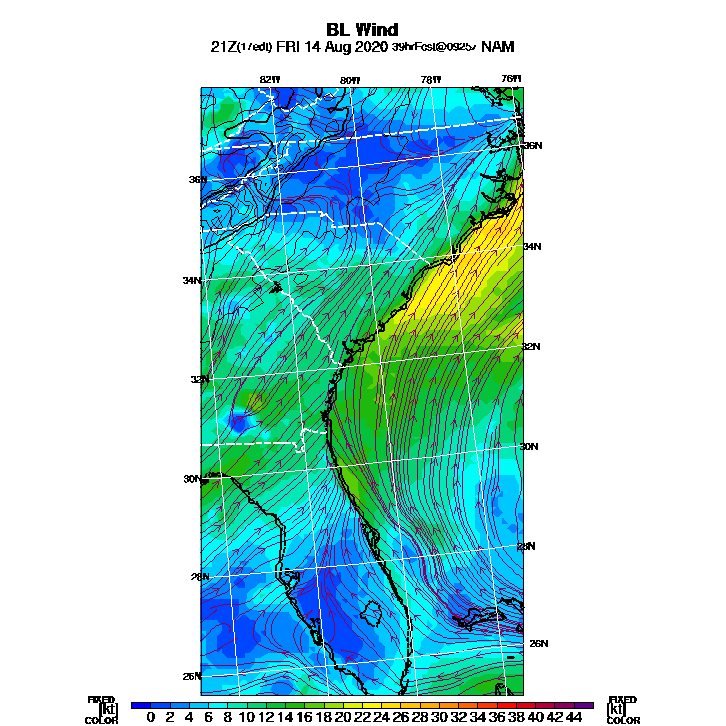 BL Wind
21Z(17edt) FRI 14 Aug 2020 39hrFcst@0925z NAM
82W 80W 78W 76W
36N
36N
34N
34N
32N
32N
30N
30N
28N
28N
26N
26N
FIXED FIXED
[kt] 0 2 4 6 8 10 12 14 16 18 20 22 24 26 28 30 32 34 36 38 40 42 44 [kt]
COLOR COLOR